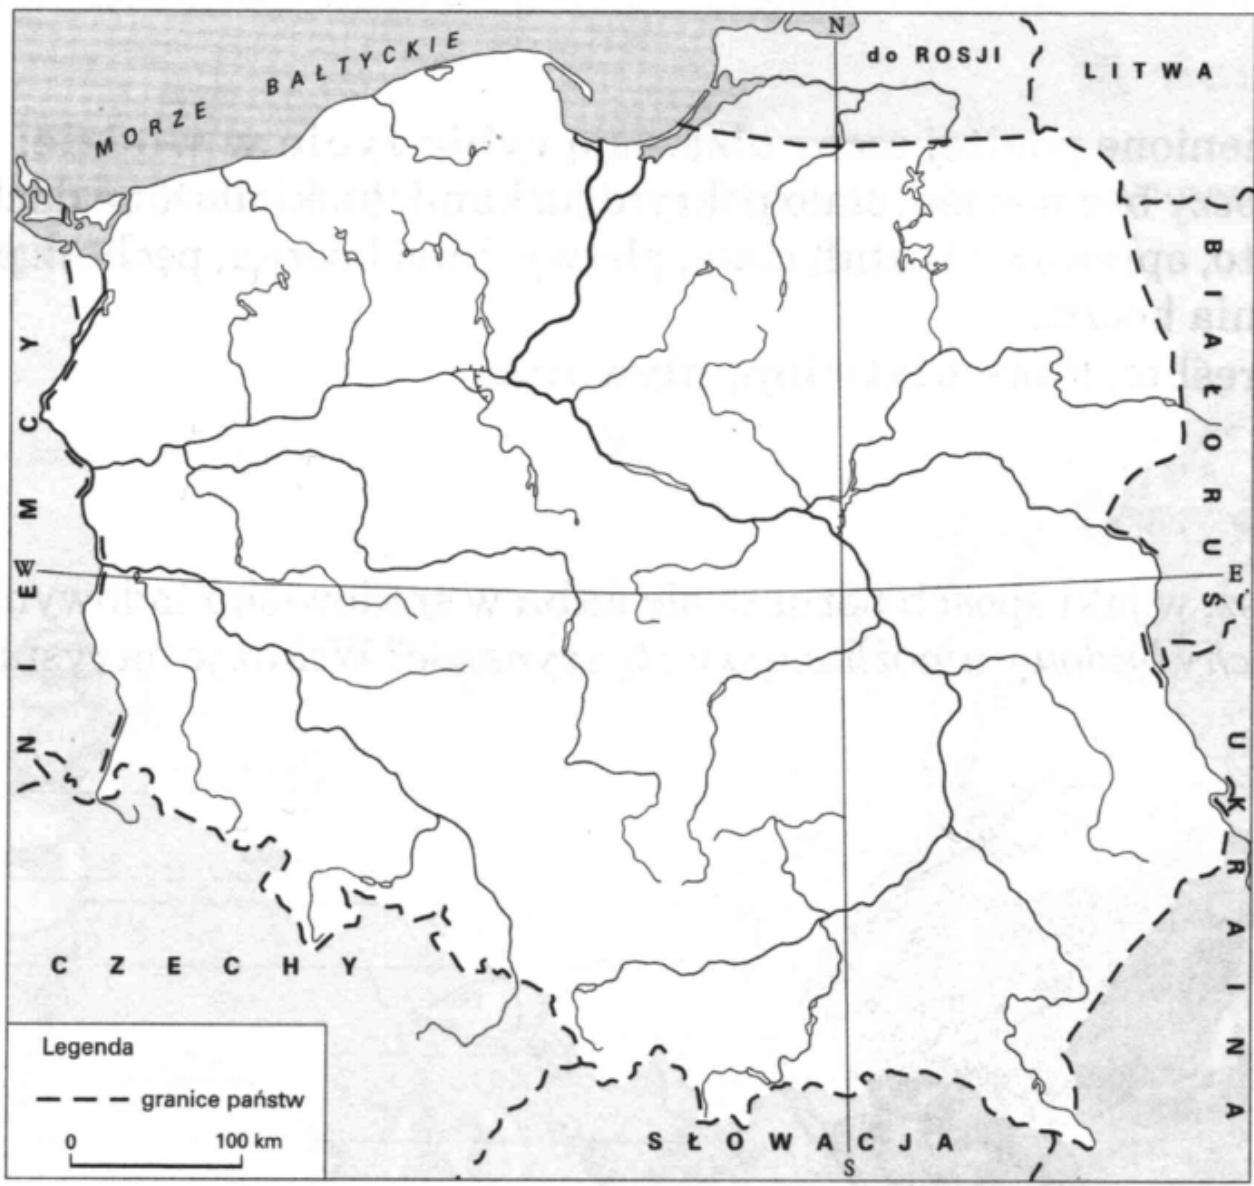 MORZE BAŁTYCKIE
N
do ROSJI
LITWA
NIEMCY
BIAŁORUŚ
W
E
UKRAINA
CZECHY
SŁOWACJA
S
Legenda
granice państw
0 100 km